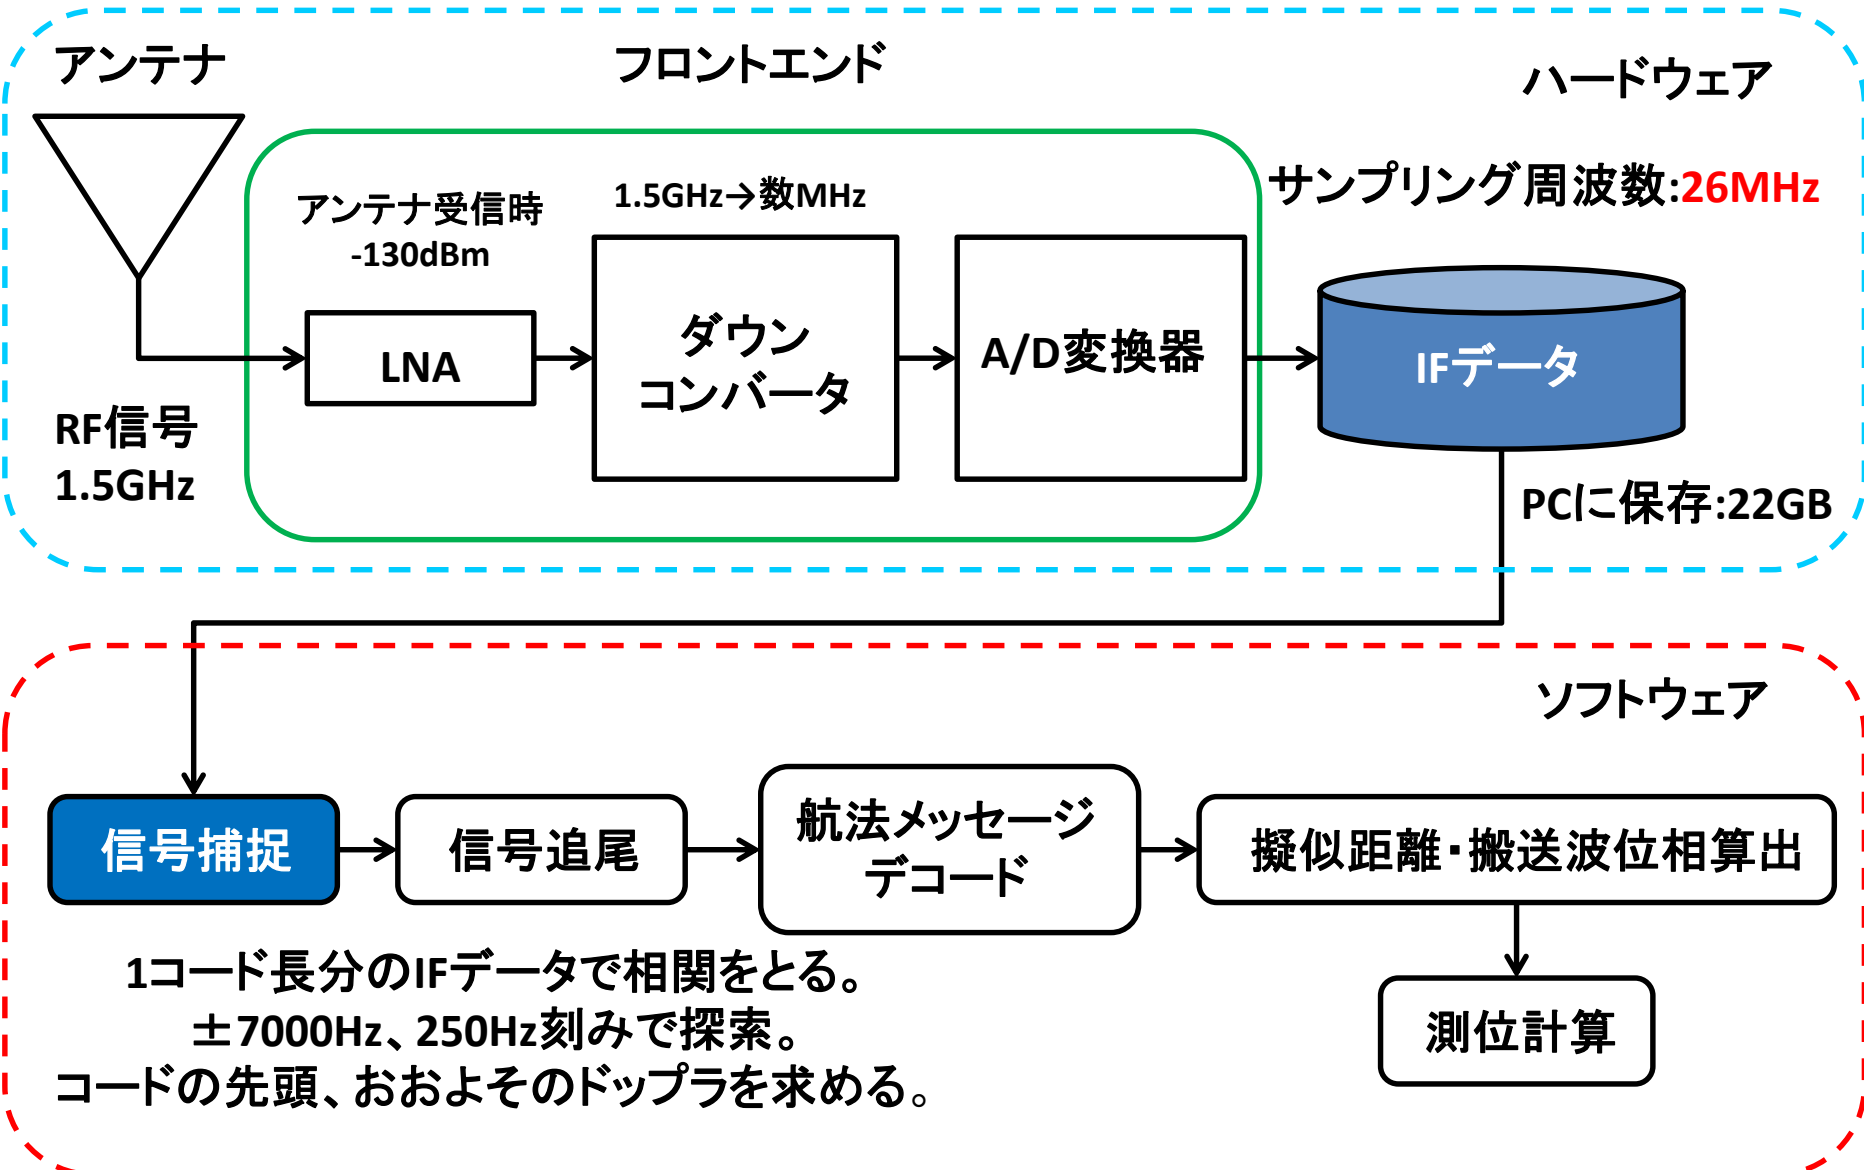 アンテナ
フロントエンド
ハードウェア
サンプリング周波数:26MHz
アンテナ受信時
-130dBm
1.5GHz→数MHz
LNA
ダウン
コンバータ
A/D変換器
IFデータ
RF信号
1.5GHz
PCに保存:22GB
ソフトウェア
信号捕捉
信号追尾
航法メッセージ
デコード
擬似距離・搬送波位相算出
測位計算
1コード長分のIFデータで相関をとる。
±7000Hz、250Hz刻みで探索。
コードの先頭、おおよそのドップラを求める。